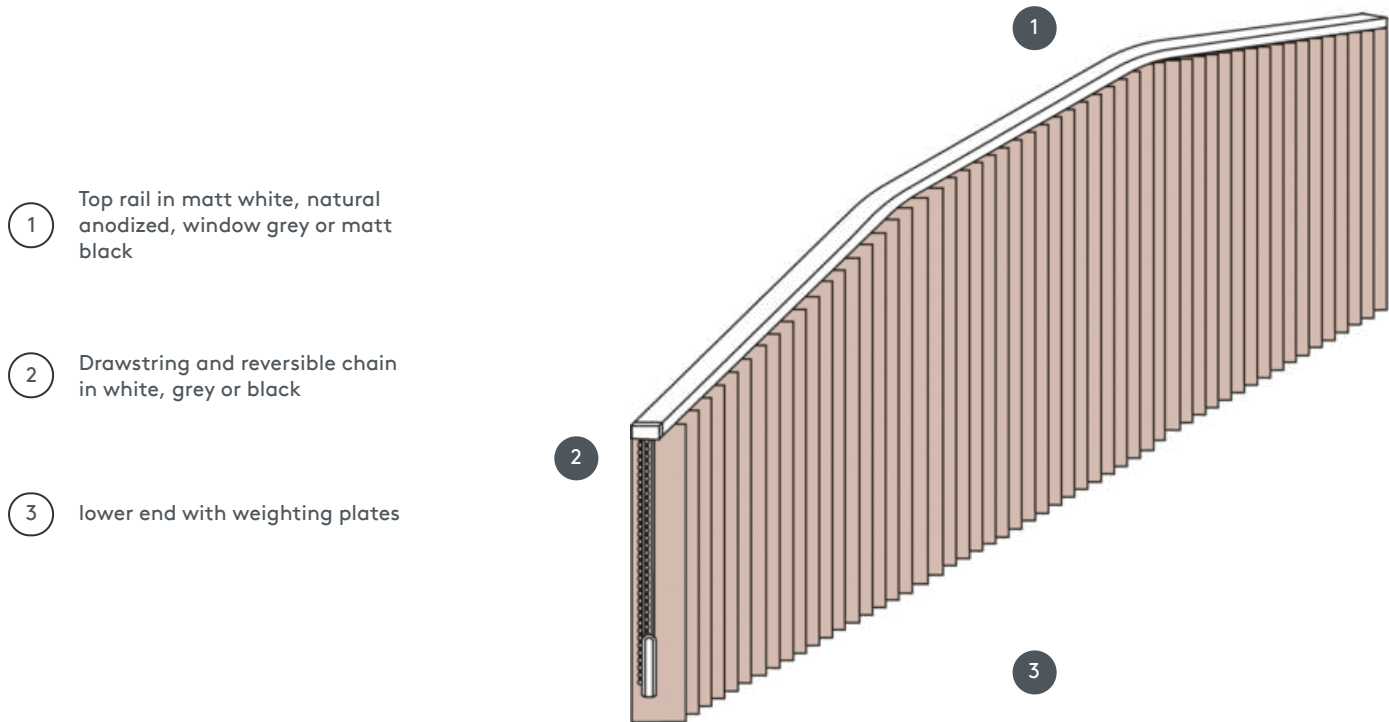 1
Top rail in matt white, natural
anodized, window grey or matt
black
2
Drawstring and reversible chain
in white, grey or black
3
lower end with weighting plates
1
2
3